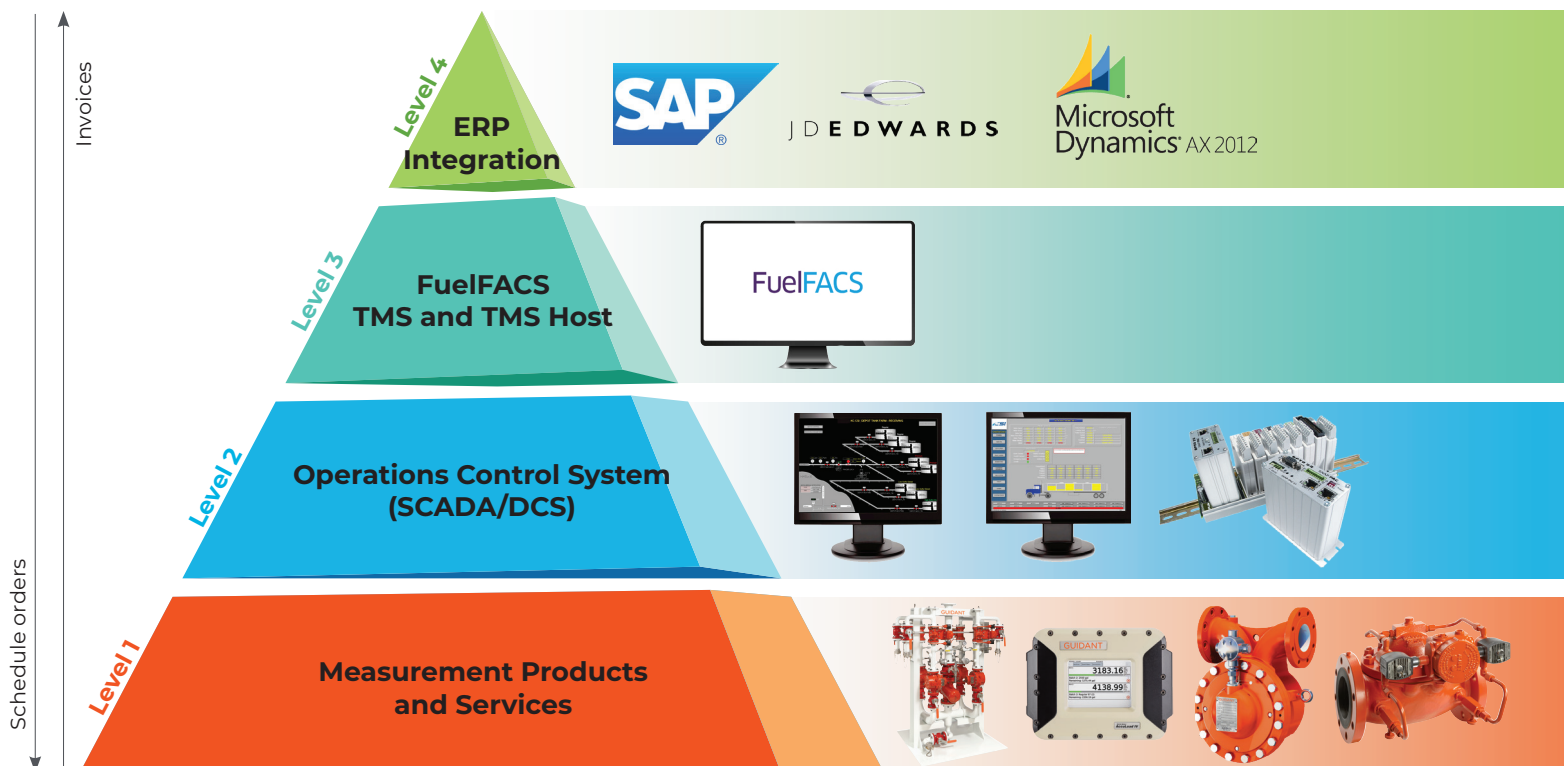 Invoices
Schedule orders
Level 4
ERP
Integration
SAP
®
JDEDWARDS
Microsoft
Dynamics® AX 2012
Level 3
FuelFACS
TMS and TMS Host
FuelFACS
Level 2
Operations Control System
(SCADA/DCS)
Level 1
Measurement Products
and Services
GUIDANT
GUIDANT
3183.16
4138.99